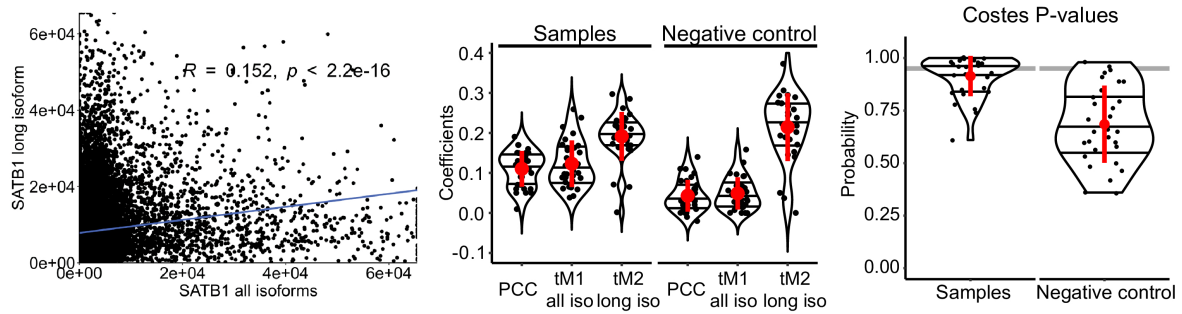 SATB1 long isoform
6e+04
4e+04
2e+04
0e+00
R = 0.152, p < 2.2e-16
0e+00 2e+04 4e+04 6e+04
SATB1 all isoforms
Samples Negative control
Coefficients
0.4
0.3
0.2
0.1
0.0
-0.1
PCC tM1 tM2 PCC tM1 tM2
all iso long iso all iso long iso
Costes P-values
Probability
1.00
0.75
0.50
0.25
0.00
Samples Negative control